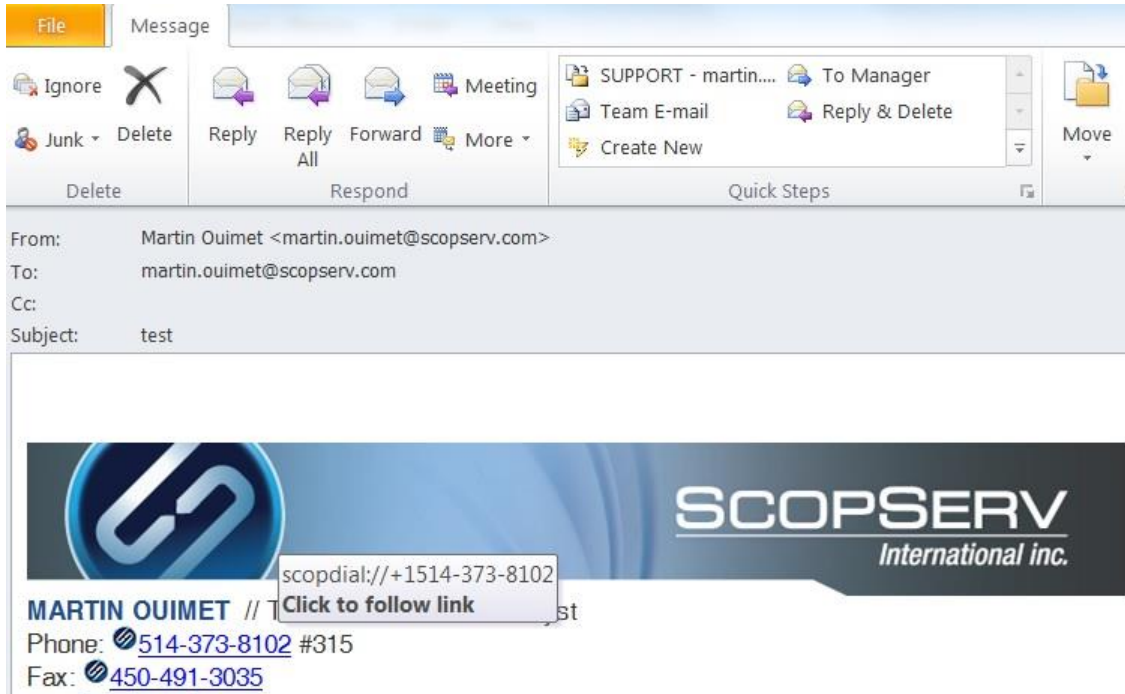 File Message
Ignore
Junk
Delete
Reply
Reply All
Forward
Meeting
More
SUPPORT - martin.... To Manager
Team E-mail Reply & Delete
Create New
Move
Delete Respond Quick Steps
From: Martin Ouimet <martin.ouimet@scopserv.com>
To: martin.ouimet@scopserv.com
Cc:
Subject: test
SCOPSERV
International inc.
scopdial://+1514-373-8102
Click to follow link
MARTIN OUIMET //
Phone: 514-373-8102 #315
Fax: 450-491-3035